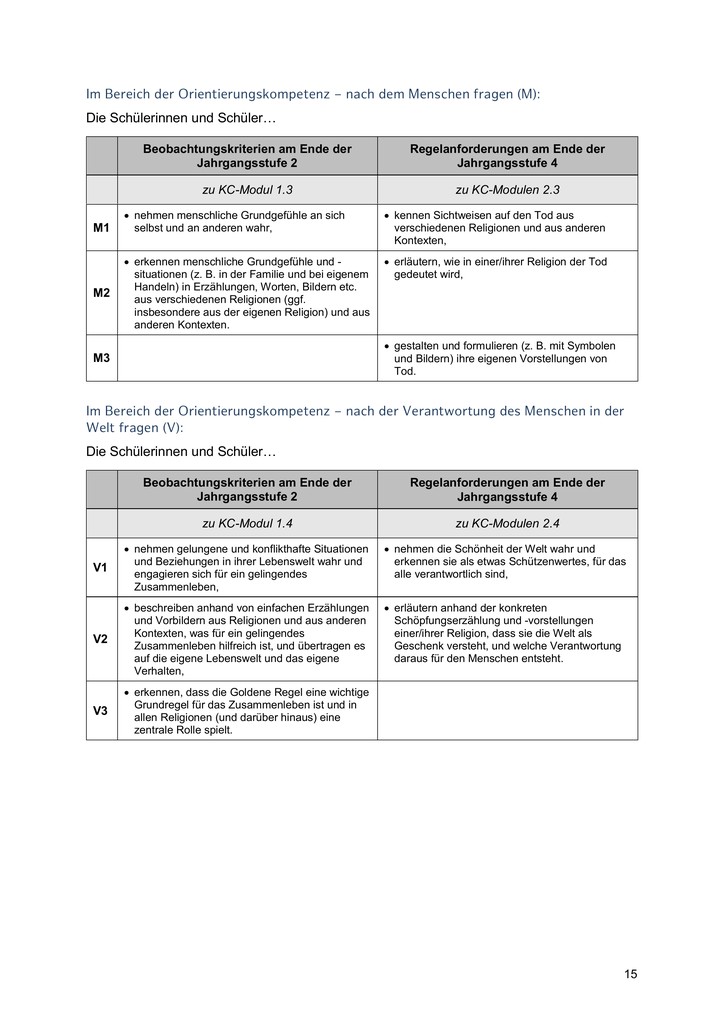 Im Bereich der Orientierungskompetenz – nach dem Menschen fragen (M):
Die Schülerinnen und Schüler…
Beobachtungskriterien am Ende der
Jahrgangsstufe 2
Regelanforderungen am Ende der
Jahrgangsstufe 4
zu KC-Modul 1.3
zu KC-Modulen 2.3
M1
• nehmen menschliche Grundgefühle an sich
selbst und an anderen wahr,
• kennen Sichtweisen auf den Tod aus
verschiedenen Religionen und aus anderen
Kontexten,
M2
• erkennen menschliche Grundgefühle und -
situationen (z. B. in der Familie und bei eigenem
Handeln) in Erzählungen, Worten, Bildern etc.
aus verschiedenen Religionen (ggf.
insbesondere aus der eigenen Religion) und aus
anderen Kontexten.
• erläutern, wie in einer/ihrer Religion der Tod
gedeutet wird,
M3
• gestalten und formulieren (z. B. mit Symbolen
und Bildern) ihre eigenen Vorstellungen von
Tod.
Im Bereich der Orientierungskompetenz – nach der Verantwortung des Menschen in der
Welt fragen (V):
Die Schülerinnen und Schüler…
Beobachtungskriterien am Ende der
Jahrgangsstufe 2
Regelanforderungen am Ende der
Jahrgangsstufe 4
zu KC-Modul 1.4
zu KC-Modulen 2.4
V1
• nehmen gelungene und konflikthafte Situationen
und Beziehungen in ihrer Lebenswelt wahr und
engagieren sich für ein gelingendes
Zusammenleben,
• nehmen die Schönheit der Welt wahr und
erkennen sie als etwas Schützenwertes, für das
alle verantwortlich sind,
V2
• beschreiben anhand von einfachen Erzählungen
und Vorbildern aus Religionen und aus anderen
Kontexten, was für ein gelingendes
Zusammenleben hilfreich ist, und übertragen es
auf die eigene Lebenswelt und das eigene
Verhalten,
• erläutern anhand der konkreten
Schöpfungserzählung und -vorstellungen
einer/ihrer Religion, dass sie die Welt als
Geschenk versteht, und welche Verantwortung
daraus für den Menschen entsteht.
V3
• erkennen, dass die Goldene Regel eine wichtige
Grundregel für das Zusammenleben ist und in
allen Religionen (und darüber hinaus) eine
zentrale Rolle spielt.
15